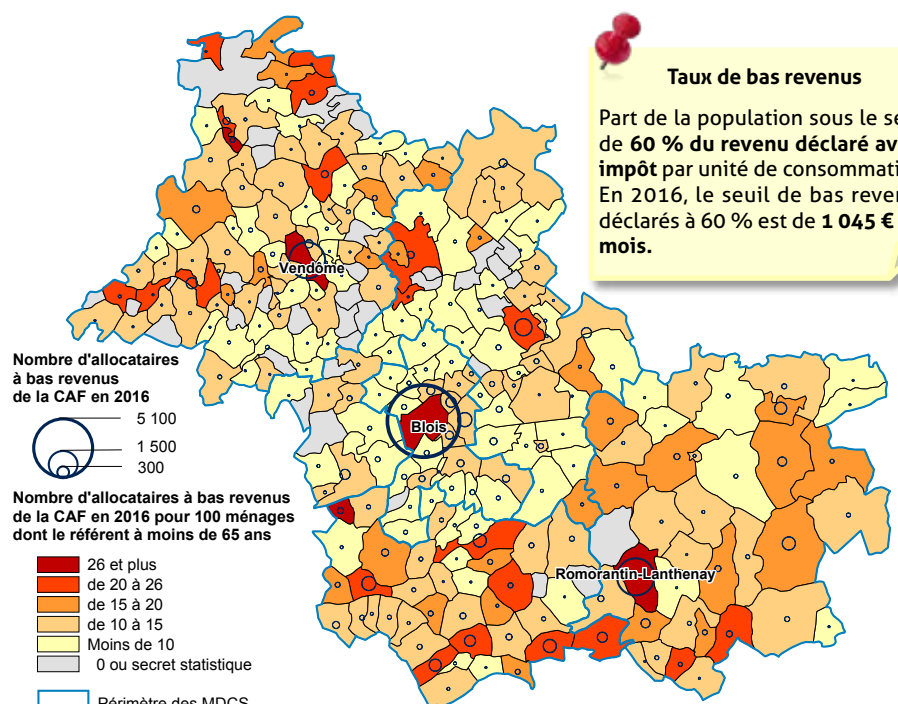 Taux de bas revenus
Part de la population sous le
de 60 % du revenu déclaré
impôt par unité de
En 2016, le seuil de bas
déclarés à 60 % est de 1 045 €
mois.
Vendôme
Blois
Romorantin-Lanthenay
Nombre d'allocataires
à bas revenus
de la CAF en 2016
5 100
1 500
300
Nombre d'allocataires à bas revenus
de la CAF en 2016 pour 100 ménages
dont le référent à moins de 65 ans
26 et plus
de 20 à 26
de 15 à 20
de 10 à 15
Moins de 10
0 ou secret statistique
Périmètre des MDCS